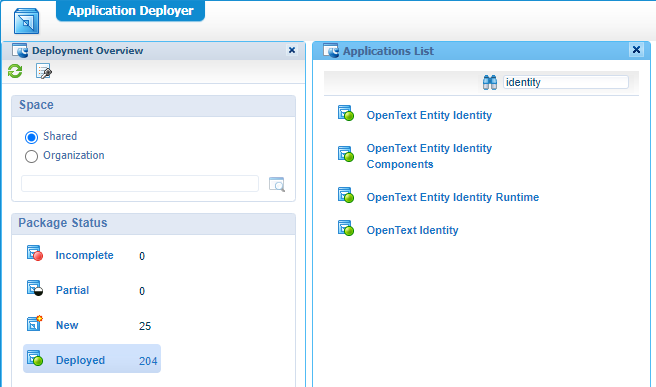 Application Deployer
Deployment Overview
Space
Shared
Organization
Package Status
Incomplete 0
Partial 0
New 25
Deployed 204
Applications List
identity
OpenText Entity Identity
OpenText Entity Identity
Components
OpenText Entity Identity Runtime
OpenText Identity